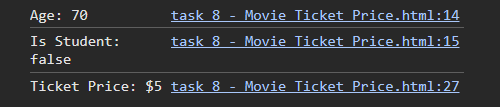 Age: 70 task 8 - Movie Ticket Price.html:14
Is Student: task 8 - Movie Ticket Price.html:15
false
Ticket Price: $5 task 8 - Movie Ticket Price.html:27